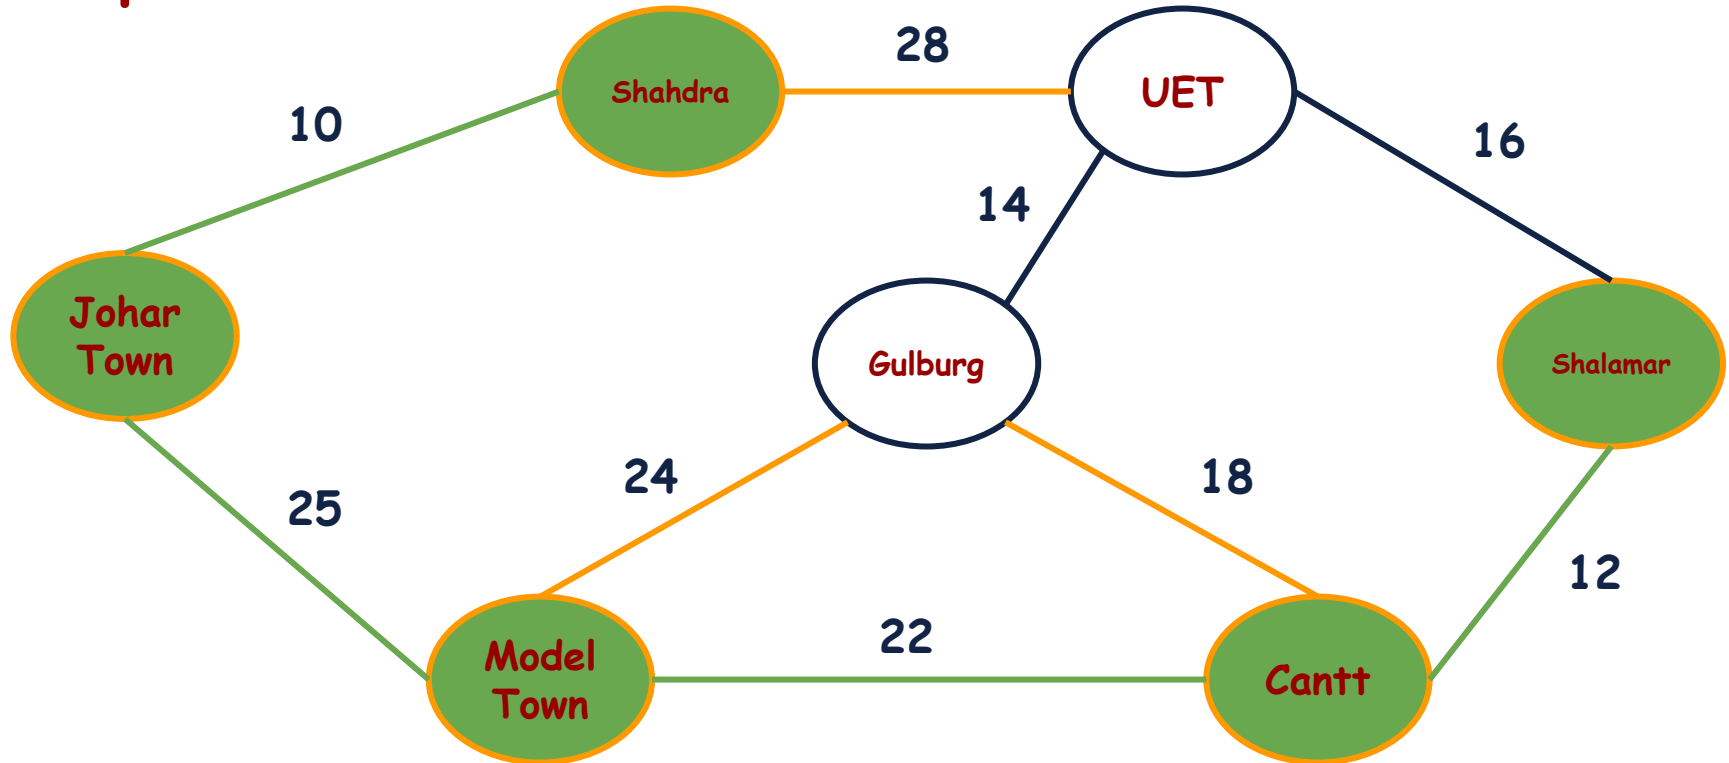 28
Shahdra
UET
10
16
14
Johar
Town
Gulburg
Shalamar
24
18
25
12
22
Model
Town
Cantt